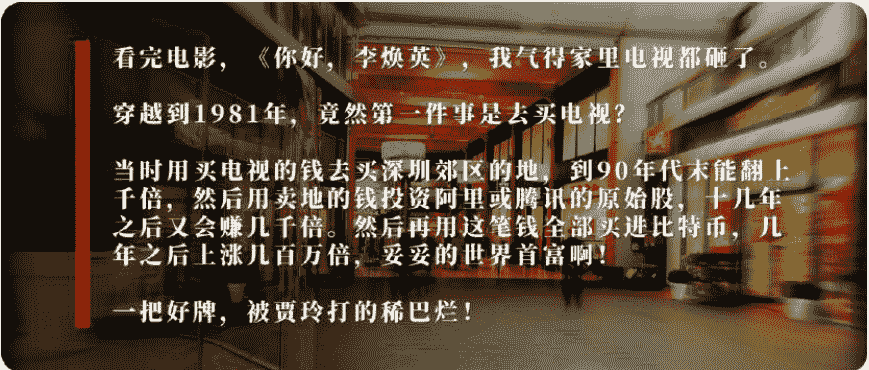 看完电影，《你好，李焕英》，我气得家里电视都砸了。
穿越到1981年，竟然第一件事是去买电视？
当时用买电视的钱去买深圳郊区的地，到90年代末能翻上
千倍，然后用卖地的钱投资阿里或腾讯的原始股，十几年
之后又会赚几千倍。然后再用这笔钱全部买进比特币，几
年之后上涨几百万倍，妥妥的世界首富啊！
一把好牌，被贾玲打的稀巴烂！